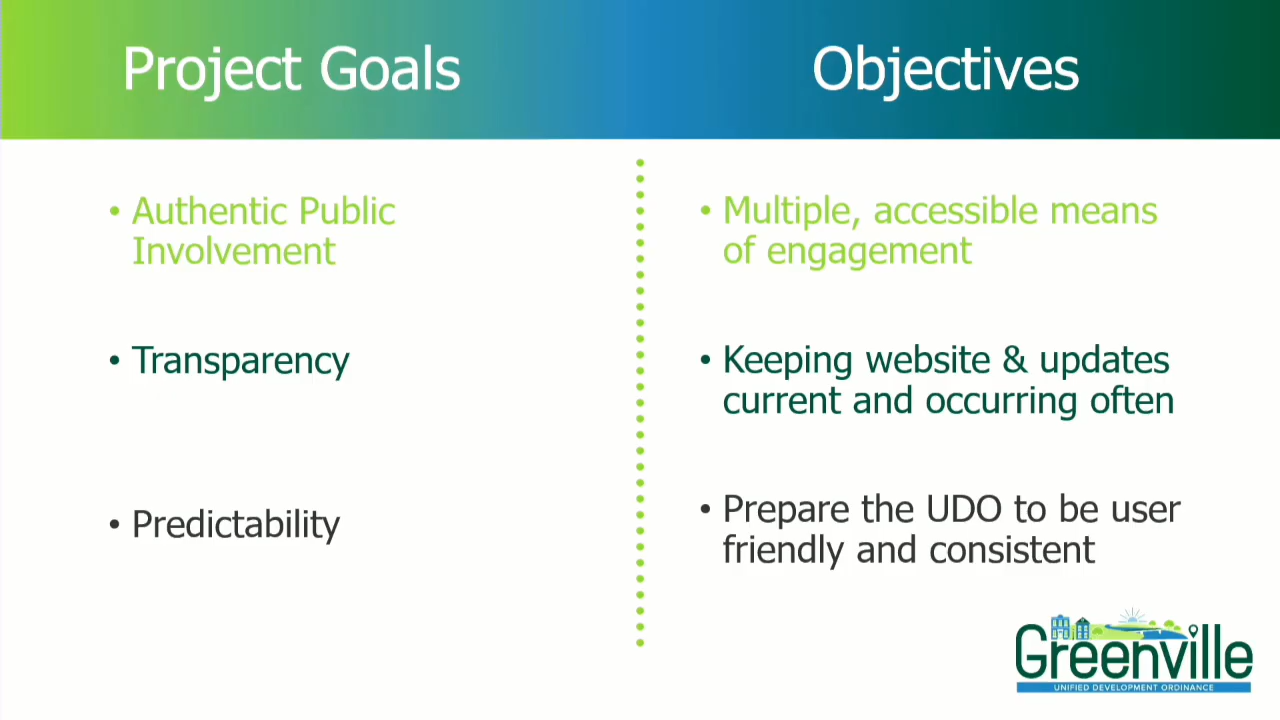 Project Goals
Objectives
• Authentic Public
Involvement
• Multiple, accessible means
of engagement
• Transparency
• Keeping website & updates
current and occurring often
• Predictability
• Prepare the UDO to be user
friendly and consistent
Greenville
UNIFIED DEVELOPMENT ORDINANCE